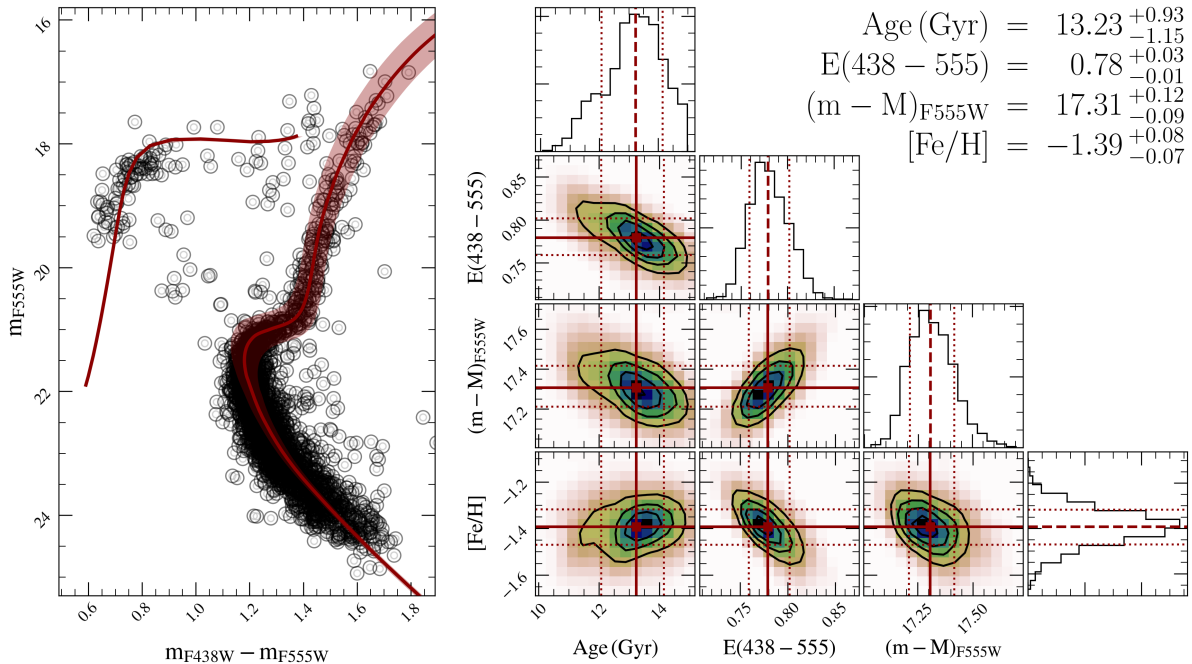 Age (Gyr) = 13.23 +0.93 −1.15
E(438 − 555) = 0.78 +0.03 −0.01
(m − M)F555W = 17.31 +0.12 −0.09
[Fe/H] = −1.39 +0.08 −0.07
16
18
20
22
24
mF555W
0.6 0.8 1.0 1.2 1.4 1.6 1.8
mF438W − mF555W
E(438 − 555)
0.85
0.80
0.75
(m − M)F555W
17.6
17.4
17.2
[Fe/H]
−1.2
−1.4
−1.6
10 12 14
0.75 0.80 0.85
17.25 17.50
Age (Gyr) E(438 − 555) (m − M)F555W